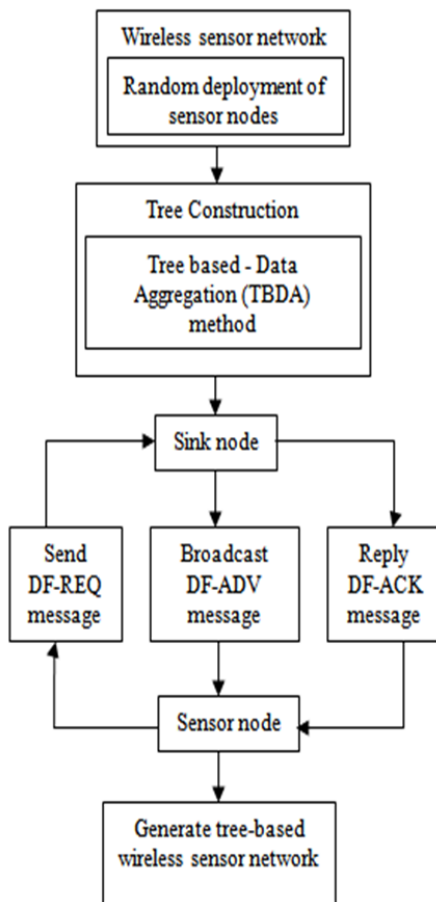 Wireless sensor network
Random deployment of
sensor nodes
Tree Construction
Tree based - Data
Aggregation (TBDA)
method
Sink node
Send
DF-REQ
message
Broadcast
DF-ADV
message
Reply
DF-ACK
message
Sensor node
Generate tree-based
wireless sensor network